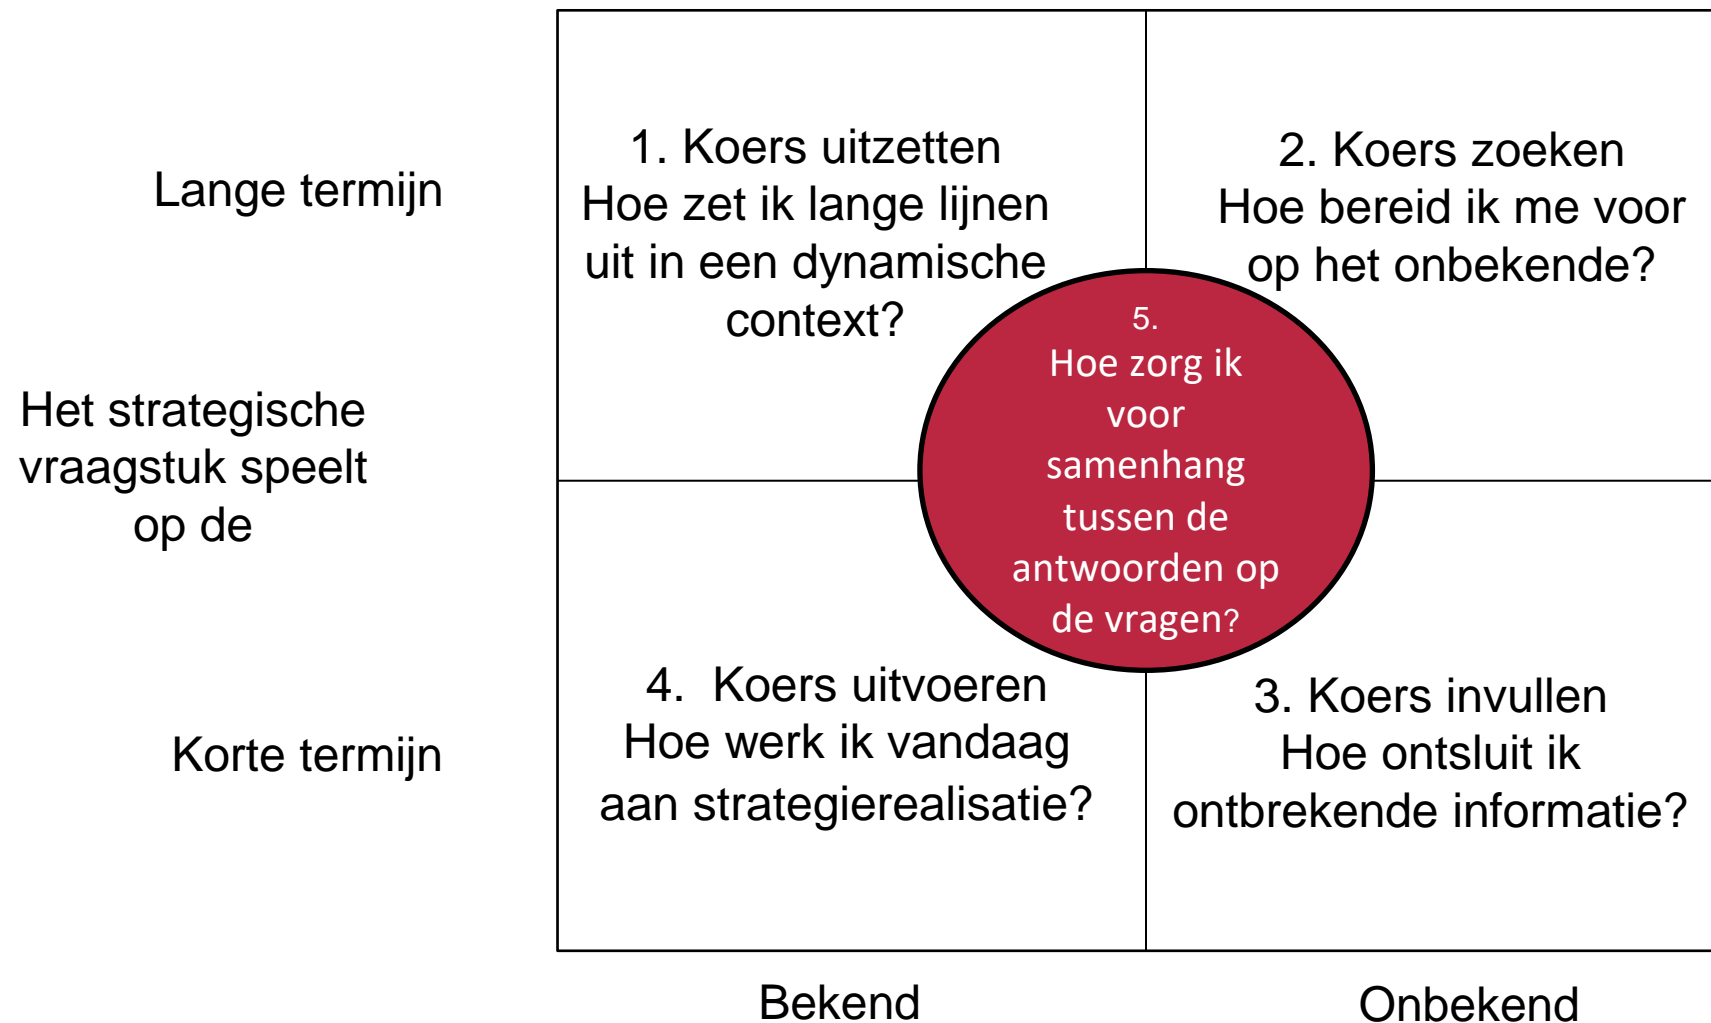 Lange termijn
1. Koers uitzetten
Hoe zet ik lange lijnen
uit in een dynamische
context?
2. Koers zoeken
Hoe bereid ik me voor
op het onbekende?
Het strategische
vraagstuk speelt
op de
5.
Hoe zorg ik
voor
samenhang
tussen de
antwoorden op
de vragen?
Korte termijn
4. Koers uitvoeren
Hoe werk ik vandaag
aan strategierealisatie?
3. Koers invullen
Hoe ontsluit ik
ontbrekende informatie?
Bekend
Onbekend